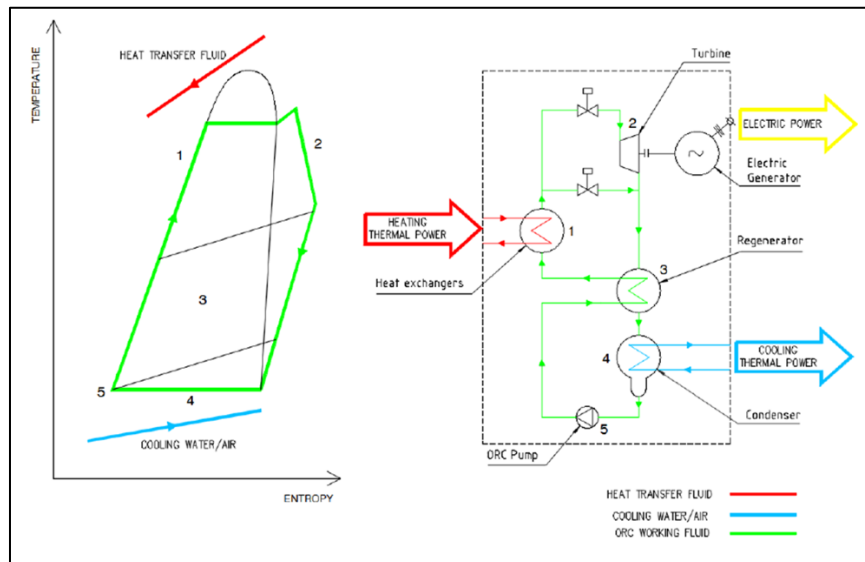 HEAT TRANSFER
FLUID
TEMPERATURE
1
2
3
4
5
COOLING WATER/AIR
ENTROPY
Turbine
2
ELECTRIC POWER
~
Electric
Generator
HEATING
THERMAL POWER
1
Heat exchangers
Regenerator
3
4
COOLING
THERMAL POWER
Condenser
5
ORC Pump
HEAT TRANSFER FLUID
COOLING WATER/AIR
ORC WORKING FLUID